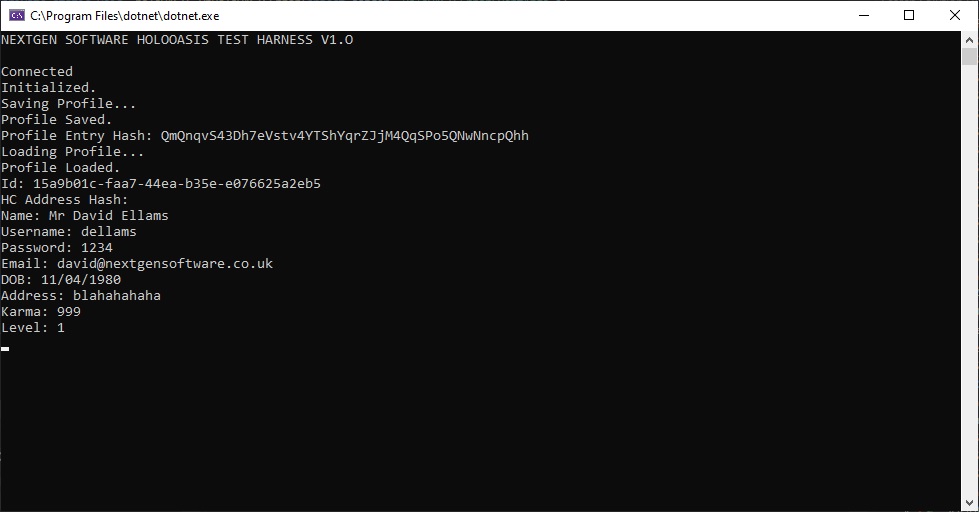 C:\Program Files\dotnet\dotnet.exe
NEXTGEN SOFTWARE HOLOOASIS TEST HARNESS V1.O
Connected
Initialized.
Saving Profile...
Profile Saved.
Profile Entry Hash: QmQnqvS43Dh7eVstv4YTShYqrZJjM4QqSPo5QNwNncpQhh
Loading Profile...
Profile Loaded.
Id: 15a9b01c-faa7-44ea-b35e-e076625a2eb5
HC Address Hash:
Name: Mr David Ellams
Username: dellams
Password: 1234
Email: david@nextgensoftware.co.uk
DOB: 11/04/1980
Address: blahahahaha
Karma: 999
Level: 1